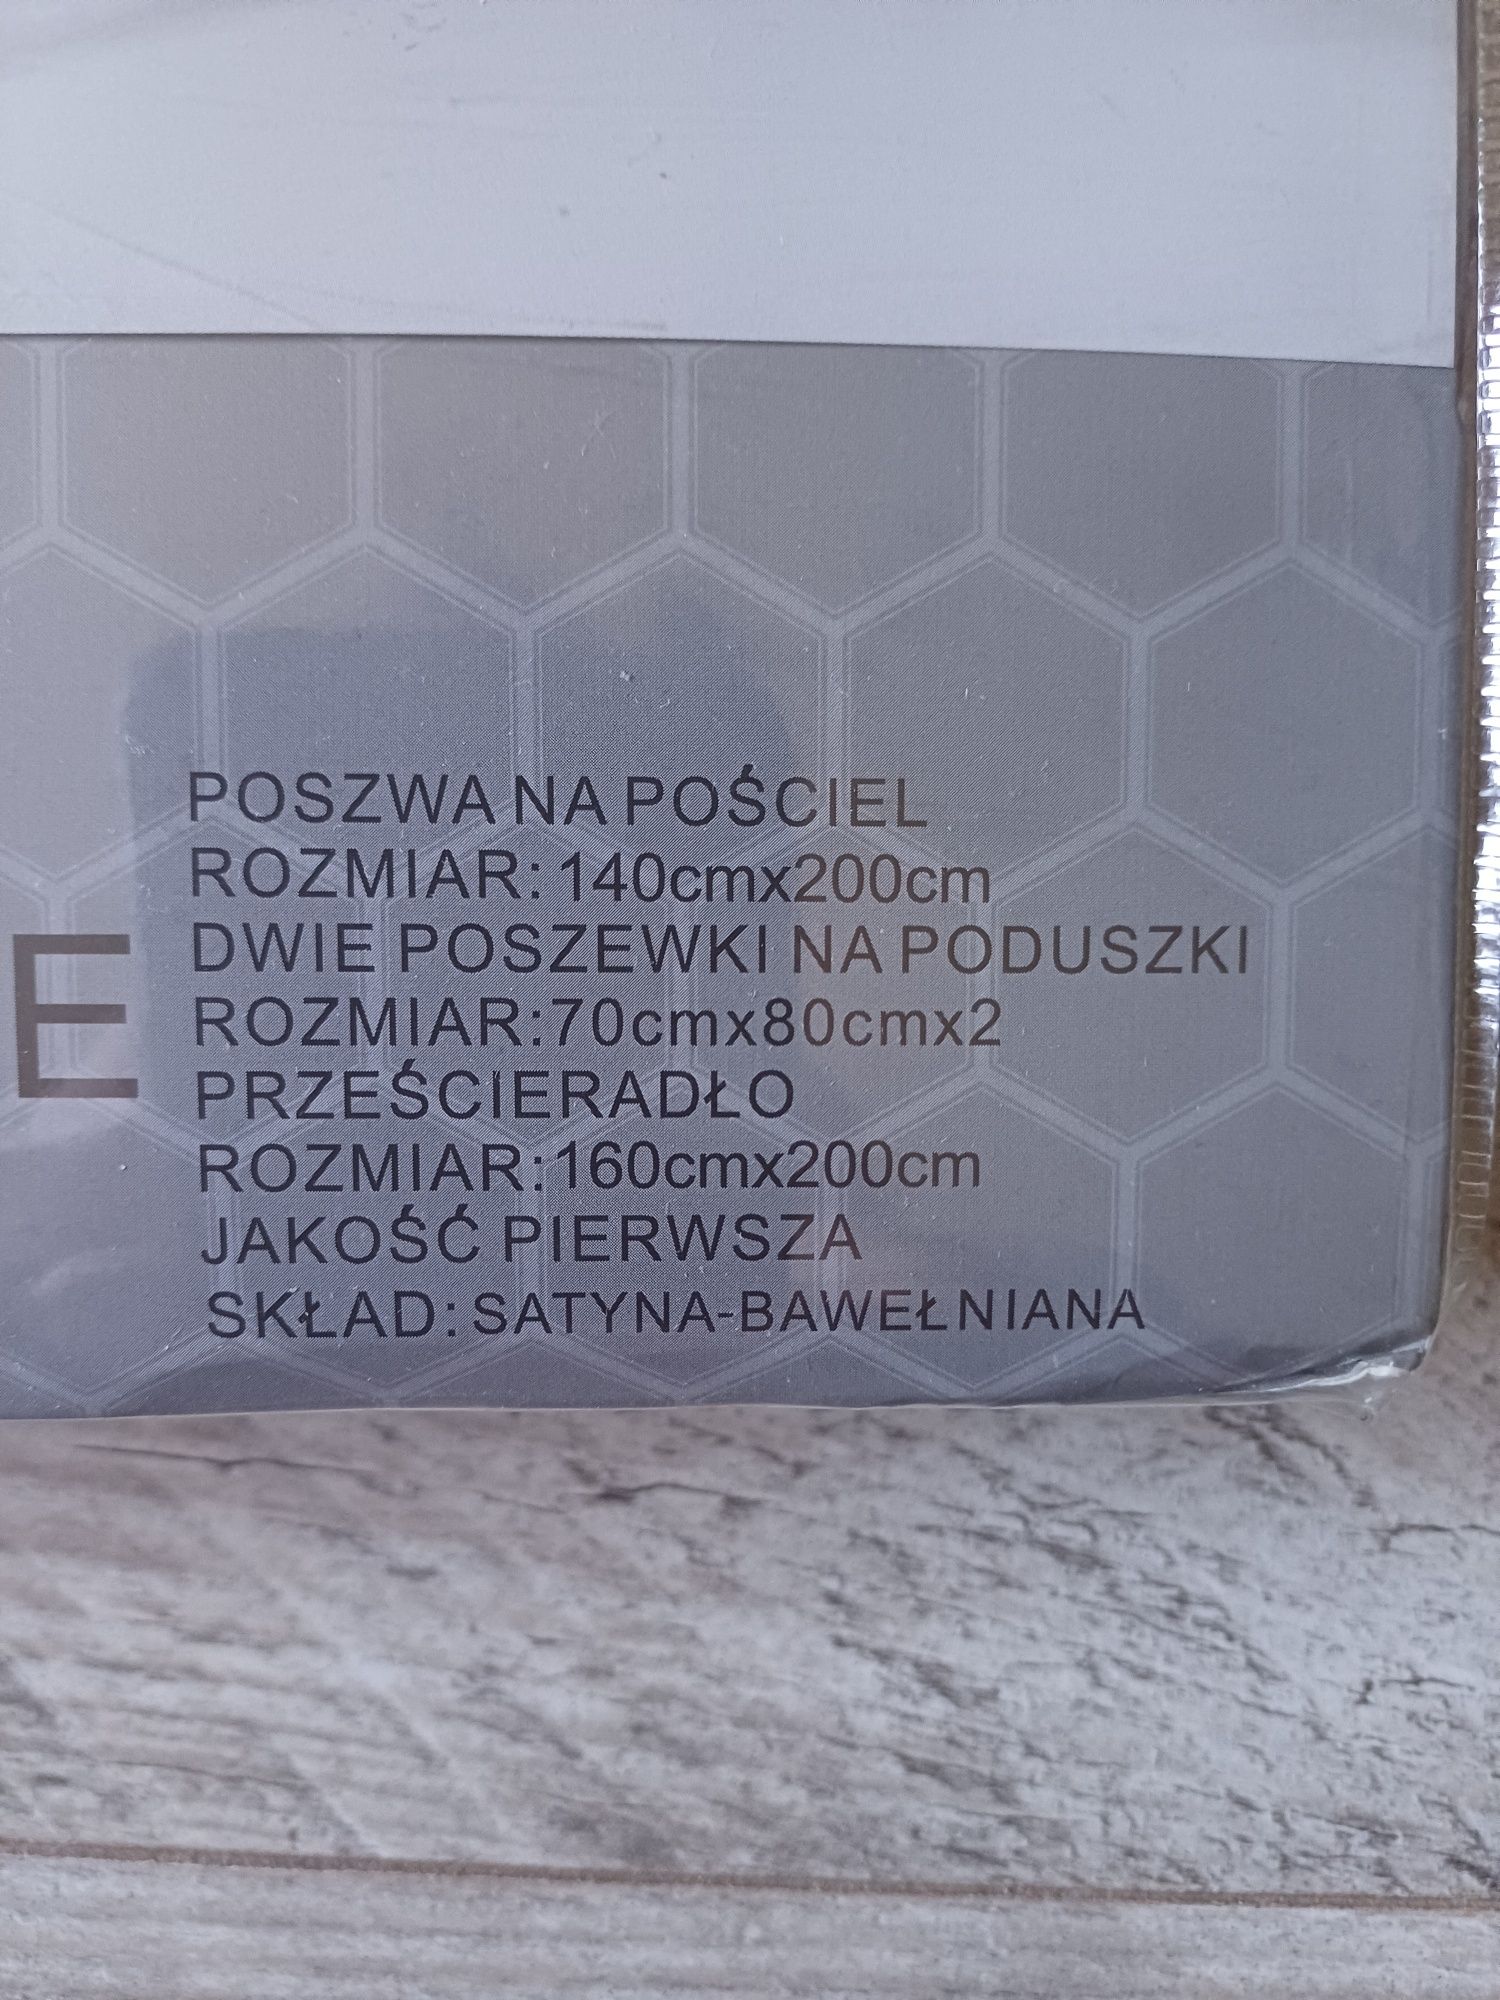 POSZWA NA POŚCIEL
ROZMIAR: 140cmx200cm
DWIE POSZEWKI NA PODUSZKI
E
ROZMIAR:70cmx80cmx2
PRZEŚCIERADŁO
ROZMIAR:160cmx200cm
JAKOŚĆ PIERWSZA
SKŁAD: SATYNA-BAWEŁNIANA